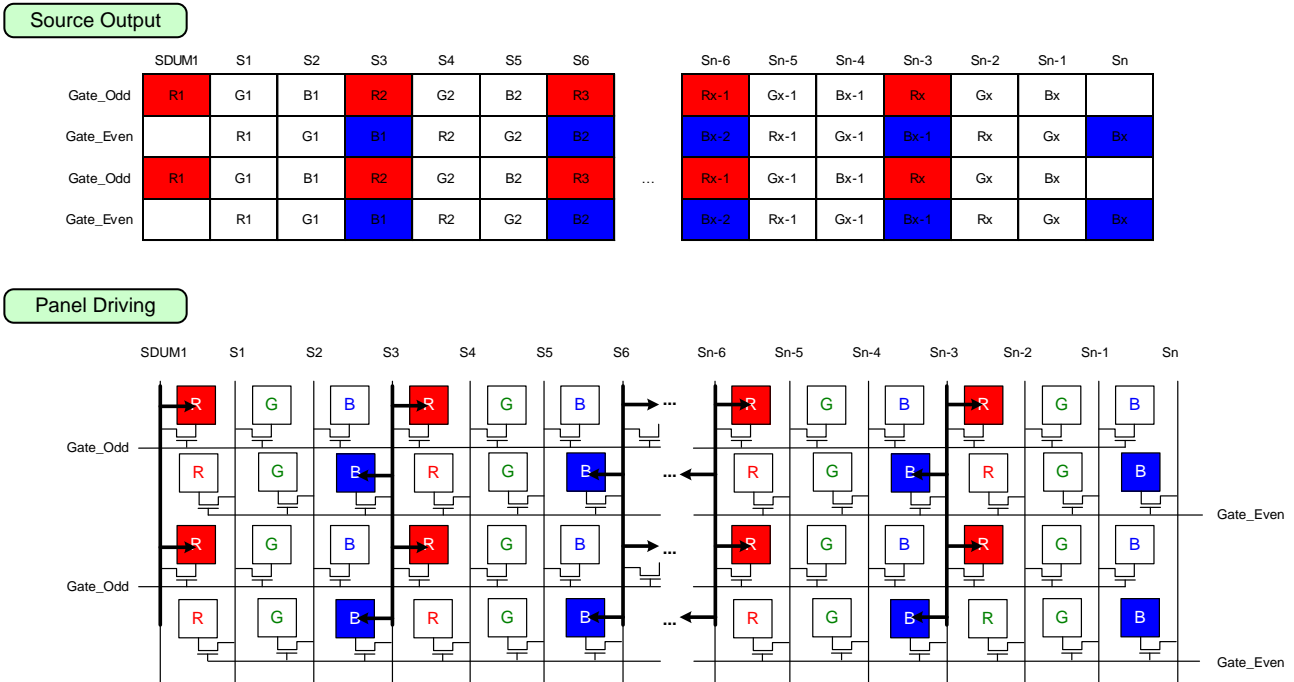 Source Output
SDUM1 S1 S2 S3 S4 S5 S6 Sn-6 Sn-5 Sn-4 Sn-3 Sn-2 Sn-1 Sn
Gate_Odd R1 G1 B1 R2 G2 B2 R3 Rx-1 Gx-1 Bx-1 Rx Gx Bx
Gate_Even R1 G1 B1 R2 G2 B2 Bx-2 Rx-1 Gx-1 Bx-1 Rx Gx Bx
Gate_Odd R1 G1 B1 R2 G2 B2 R3 ... Rx-1 Gx-1 Bx-1 Rx Gx Bx
Gate_Even R1 G1 B1 R2 G2 B2 Bx-2 Rx-1 Gx-1 Bx-1 Rx Gx Bx
Panel Driving
SDUM1 S1 S2 S3 S4 S5 S6 Sn-6 Sn-5 Sn-4 Sn-3 Sn-2 Sn-1 Sn
R G B R G B ... R G B R G B
Gate_Odd
R G B R G B ... R G B R G B
Gate_Even
R G B R G B ... R G B R G B
Gate_Odd
R G B R G B ... R G B R G B
Gate_Even